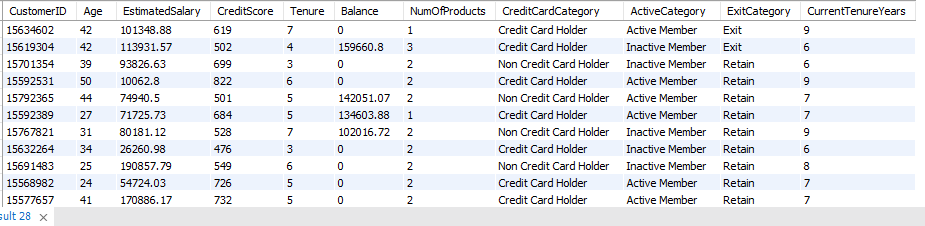 CustomerID Age EstimatedSalary CreditScore Tenure Balance NumOfProducts CreditCardCategory ActiveCategory ExitCategory CurrentTenureYears
15634602 42 101348.88 619 7 0 1 Credit Card Holder Active Member Exit 9
15619304 42 113931.57 502 4 159660.8 3 Credit Card Holder Inactive Member Exit 6
15701354 39 93826.63 699 3 0 2 Non Credit Card Holder Inactive Member Retain 6
15592531 50 10062.8 822 6 0 2 Credit Card Holder Active Member Retain 9
15792365 44 74940.5 501 5 142051.07 2 Non Credit Card Holder Active Member Retain 7
15592389 27 71725.73 684 5 134603.88 1 Credit Card Holder Active Member Retain 7
15767821 31 80181.12 528 7 102016.72 2 Non Credit Card Holder Inactive Member Retain 9
15632264 34 26260.98 476 3 0 2 Credit Card Holder Inactive Member Retain 6
15691483 25 190857.79 549 6 0 2 Non Credit Card Holder Inactive Member Retain 8
15568982 24 54724.03 726 5 0 2 Credit Card Holder Active Member Retain 7
15577657 41 170886.17 732 5 0 2 Credit Card Holder Active Member Retain 7
sult 28